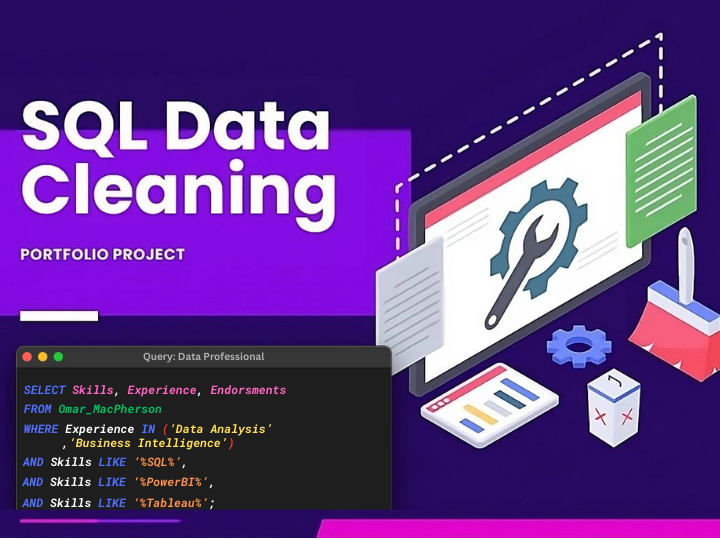 SQL Data
Cleaning
PORTFOLIO PROJECT
Query: Data Professional
SELECT Skills, Experience, Endorsments
FROM Omar_MacPherson
WHERE Experience IN (‘Data Analysis’
,‘Business Intelligence’)
AND Skills LIKE ‘%SQL%’,
AND Skills LIKE ‘%PowerBI%’,
AND Skills LIKE ‘%Tableau%’;